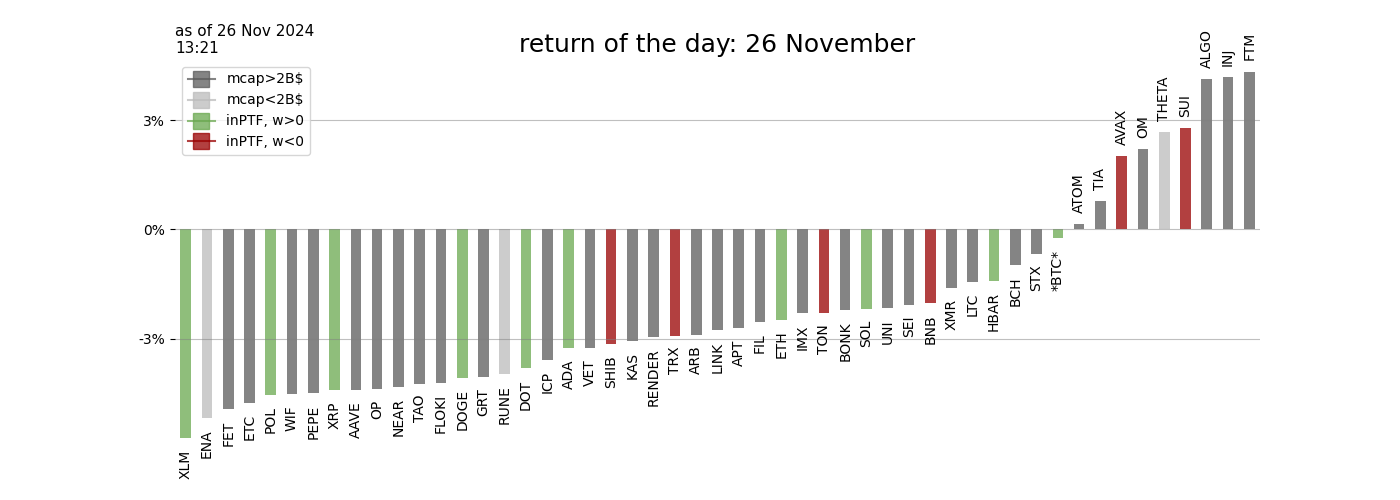 as of 26 Nov 2024
13:21
return of the day: 26 November
mcap>2B$
mcap<2B$
inPTF, w>0
inPTF, w<0
3%
0%
-3%
XLM
ENA
FET
ETC
POL
WIF
PEPE
XRP
AAVE
OP
NEAR
TAO
FLOKI
DOGE
GRT
RUNE
DOT
ICP
ADA
VET
SHIB
KAS
RENDER
TRX
ARB
LINK
APT
FIL
ETH
IMX
TON
BONK
SOL
UNI
SEI
BNB
XMR
LTC
HBAR
BCH
STX
*BTC*
ATOM
TIA
AVAX
OM
THETA
SUI
ALGO
INJ
FTM